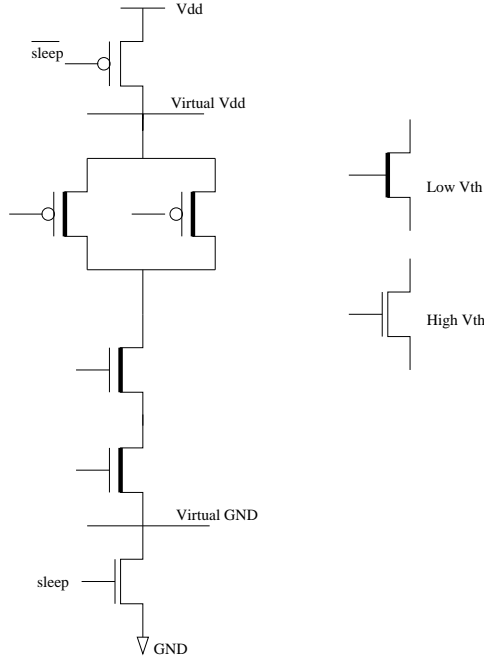 Vdd
sleep
Virtual Vdd
Low Vth
High Vth
Virtual GND
sleep
GND